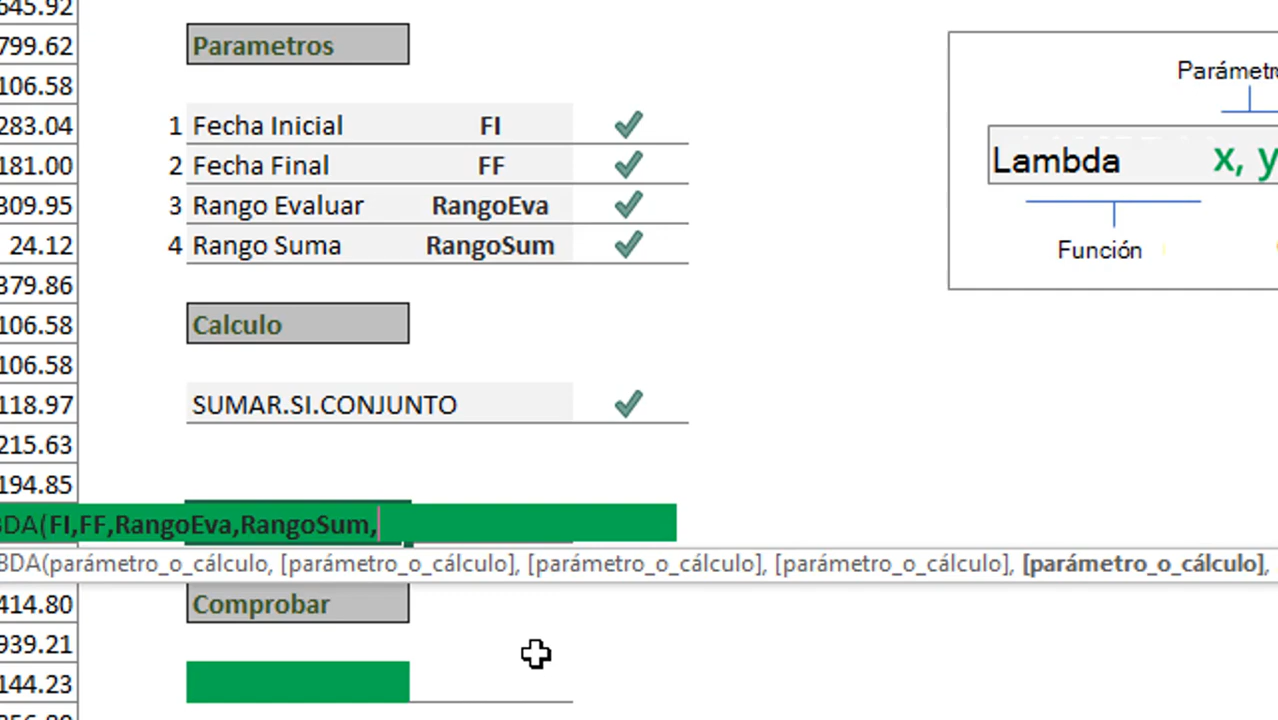 645.92
799.62
106.58
283.04
181.00
309.95
24.12
379.86
106.58
106.58
118.97
215.63
194.85
Parametros
1 Fecha Inicial FI
2 Fecha Final FF
3 Rango Evaluar RangoEva
4 Rango Suma RangoSum
Calculo
SUMAR.SI.CONJUNTO
BDA(FI,FF,RangoEva,RangoSum,
BDA(parámetro_o_cálculo, [parámetro_o_cálculo], [parámetro_o_cálculo], [parámetro_o_cálculo], [parámetro_o_cálculo],
414.80
939.21
144.23
Comprobar
Parámetro
Lambda x, y
Función